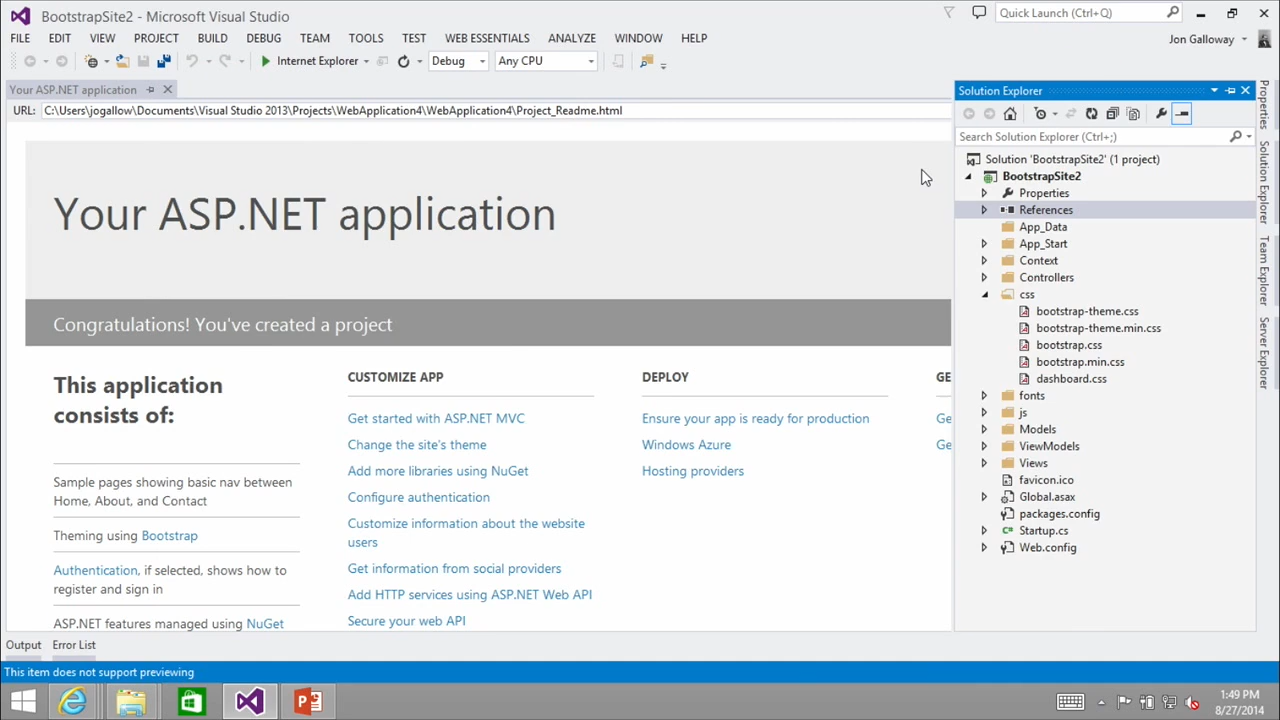 BootstrapSite2 - Microsoft Visual Studio
Quick Launch (Ctrl+Q)
FILE EDIT VIEW PROJECT BUILD DEBUG TEAM TOOLS TEST WEB ESSENTIALS ANALYZE WINDOW HELP
Jon Galloway
Internet Explorer Debug Any CPU
Your ASP.NET application
URL: C:\Users\jogallow\Documents\Visual Studio 2013\Projects\WebApplication4\WebApplication4\Project_Readme.html
Your ASP.NET application
Congratulations! You've created a project
This application
consists of:
Sample pages showing basic nav between
Home, About, and Contact
Theming using Bootstrap
Authentication, if selected, shows how to
register and sign in
ASP.NET features managed using NuGet
CUSTOMIZE APP
Get started with ASP.NET MVC
Change the site's theme
Add more libraries using NuGet
Configure authentication
Customize information about the website
users
Get information from social providers
Add HTTP services using ASP.NET Web API
Secure your web API
DEPLOY
Ensure your app is ready for production
Windows Azure
Hosting providers
GE
Ge
Ge
Solution Explorer
Search Solution Explorer (Ctrl+;)
Solution 'BootstrapSite2' (1 project)
BootstrapSite2
Properties
References
App_Data
App_Start
Context
Controllers
css
bootstrap-theme.css
bootstrap-theme.min.css
bootstrap.css
bootstrap.min.css
dashboard.css
fonts
js
Models
ViewModels
Views
favicon.ico
Global.asax
packages.config
Startup.cs
Web.config
Properties
Solution Explorer
Team Explorer
Server Explorer
Output Error List
This item does not support previewing
1:49 PM
8/27/2014